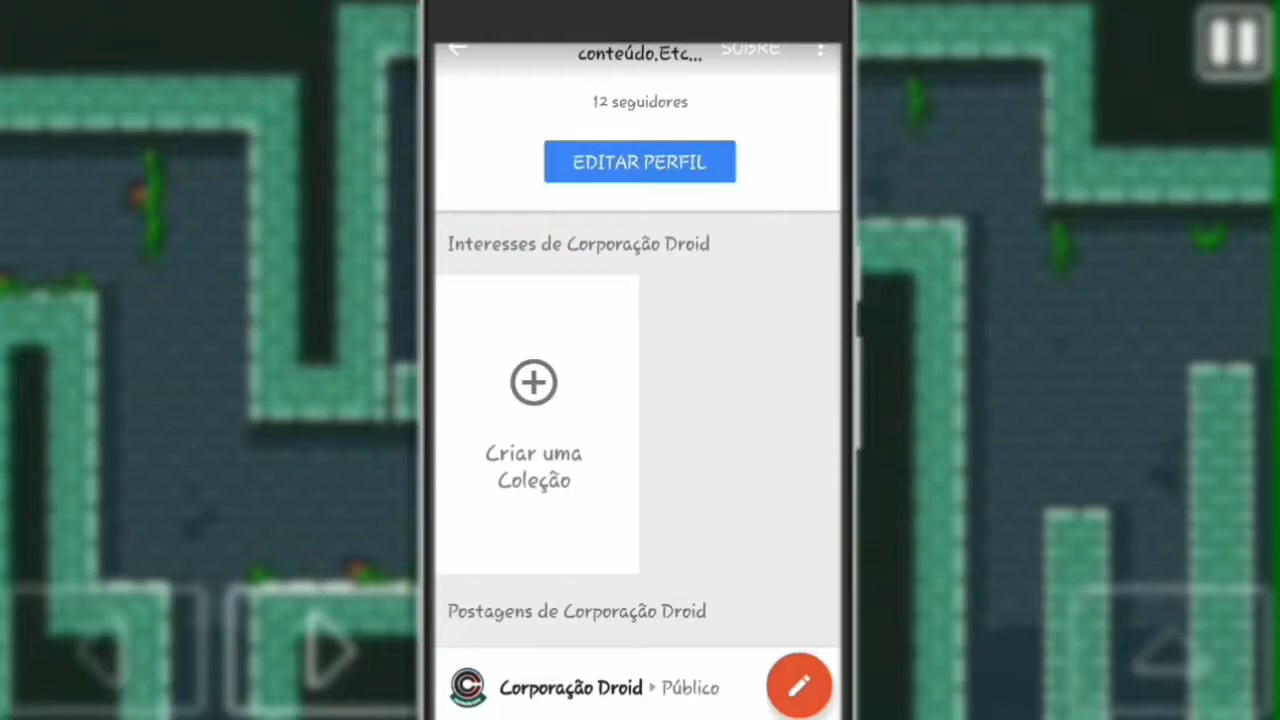 SOBRE
conteúdo.Etc...
12 seguidores
EDITAR PERFIL
Interesses de Corporação Droid
Criar uma
Coleção
Postagens de Corporação Droid
Corporação Droid ▸ Público